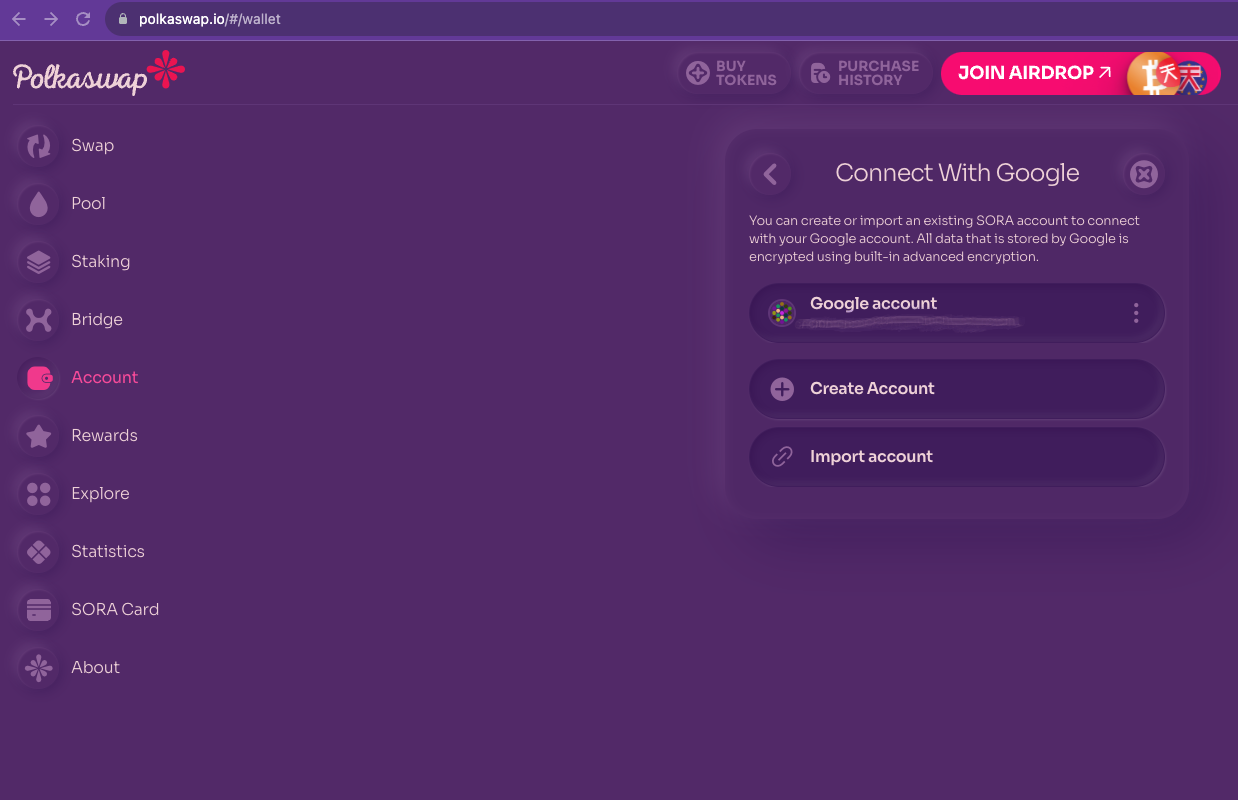 polkaswap.io/#/wallet
Polkaswap
BUY
TOKENS
PURCHASE
HISTORY
JOIN AIRDROP
Swap
Pool
Staking
Bridge
Account
Rewards
Explore
Statistics
SORA Card
About
Connect With Google
You can create or import an existing SORA account to connect
with your Google account. All data that is stored by Google is
encrypted using built-in advanced encryption.
Google account
Create Account
Import account